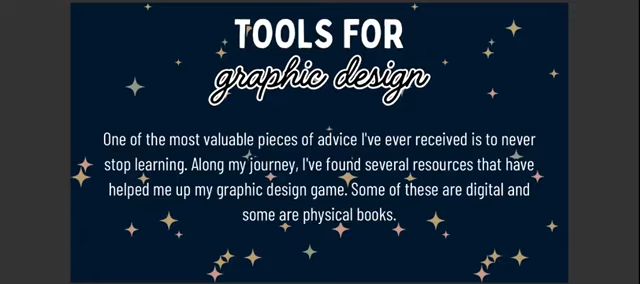 TOOLS FOR
graphic design
One of the most valuable pieces of advice I've ever received is to never
stop learning. Along my journey, I've found several resources that have
helped me up my graphic design game. Some of these are digital and
some are physical books.